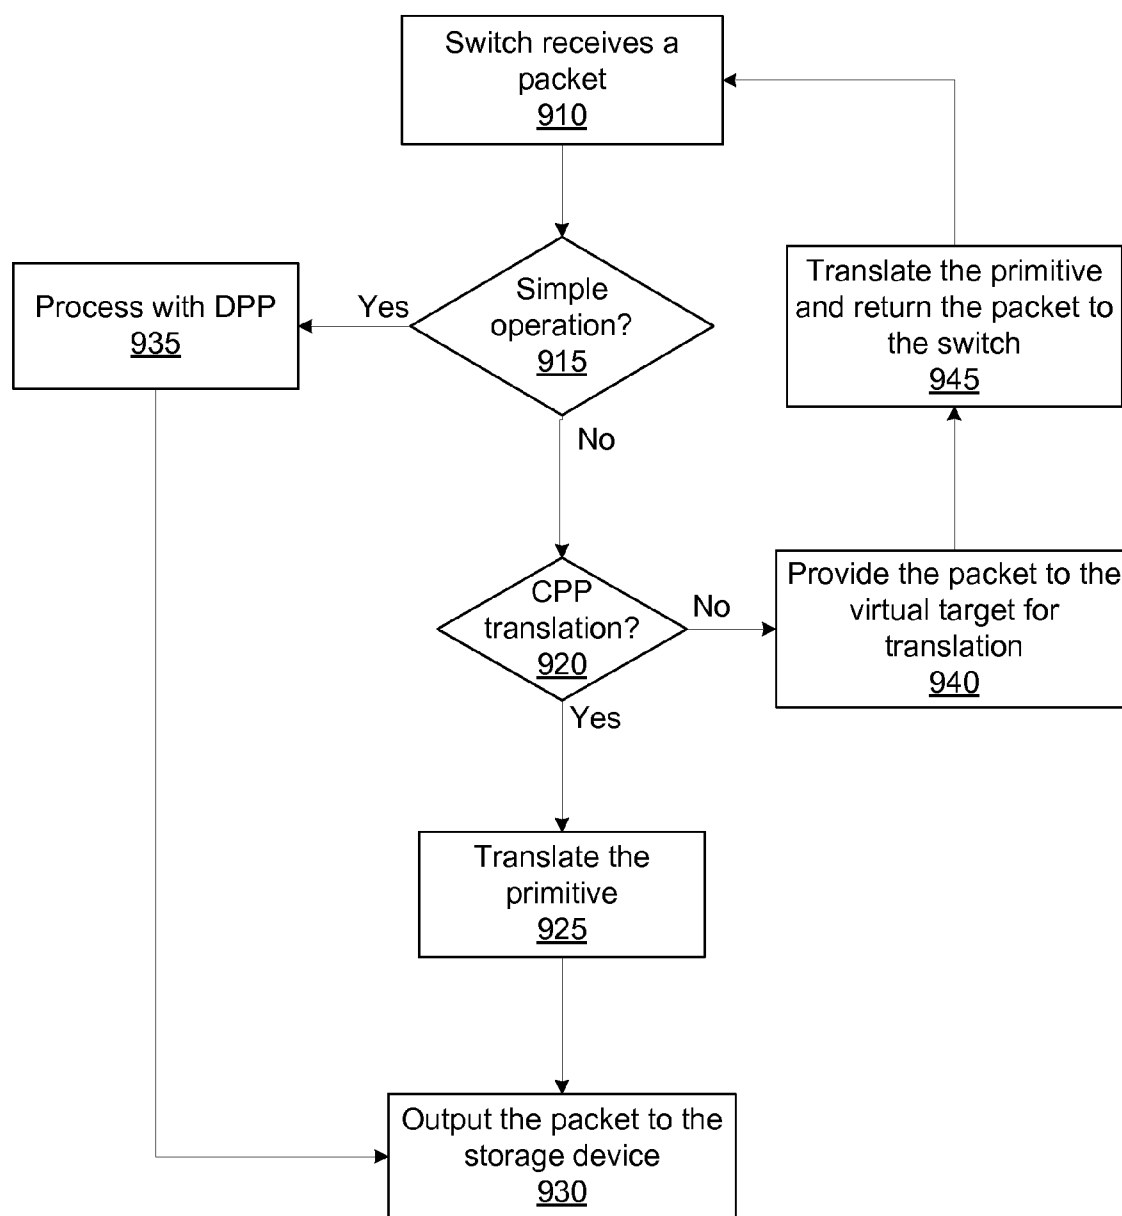 Switch receives a
packet
910
Simple
operation?
915
Yes
Process with DPP
935
Translate the primitive
and return the packet to
the switch
945
No
CPP
translation?
920
No
Provide the packet to the
virtual target for
translation
940
Yes
Translate the
primitive
925
Output the packet to the
storage device
930